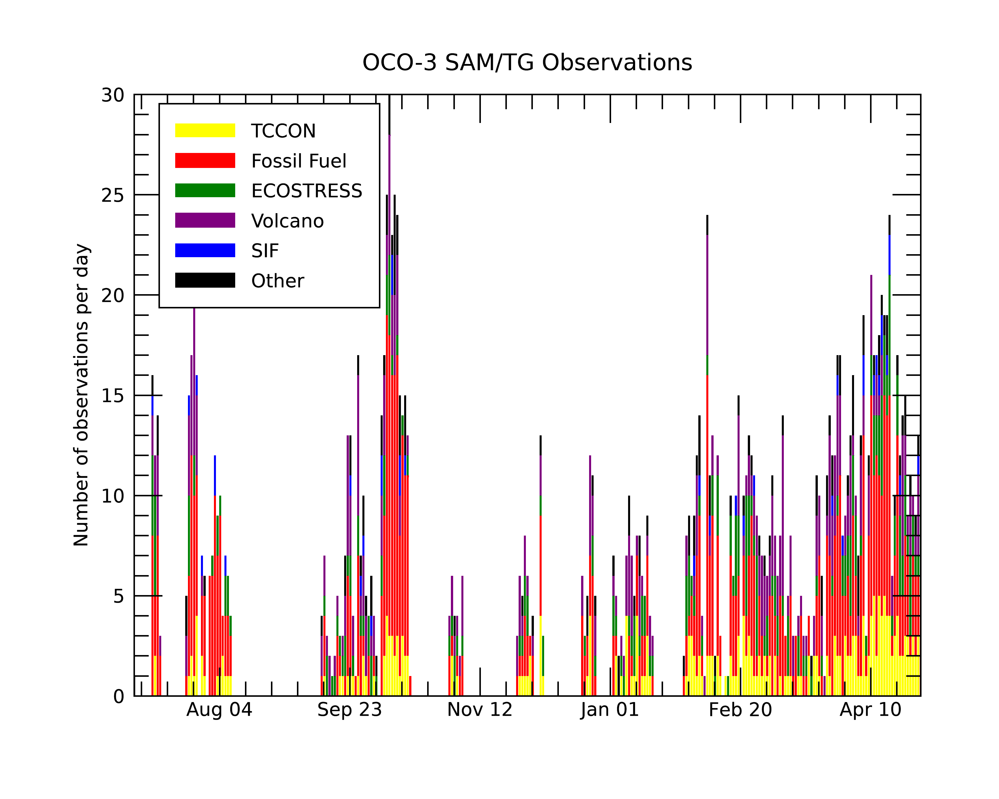 OCO-3 SAM/TG Observations
30
25
20
15
10
5
0
Number of observations per day
TCCON
Fossil Fuel
ECOSTRESS
Volcano
SIF
Other
Aug 04 Sep 23 Nov 12 Jan 01 Feb 20 Apr 10